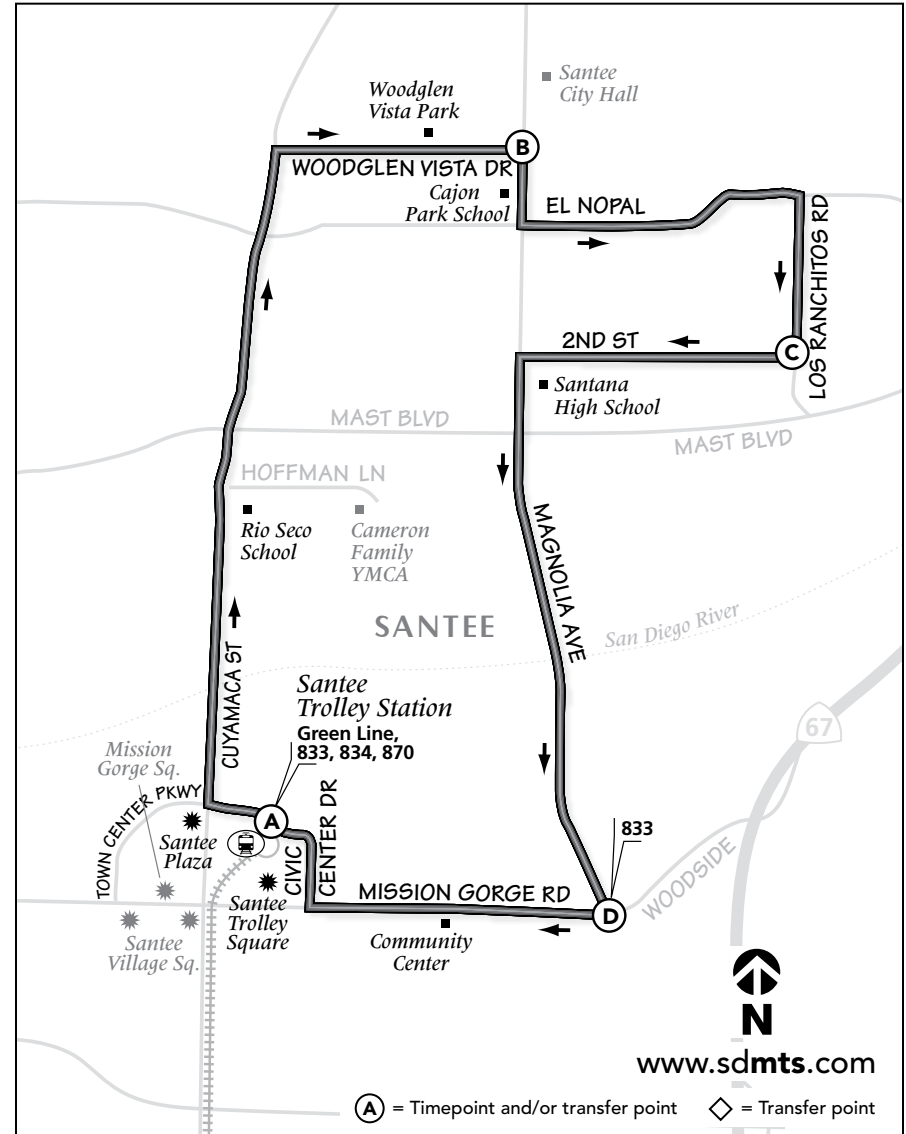 Santee
City Hall
Woodglen
Vista Park
B
WOODGLEN VISTA DR
Cajon
Park School
EL NOPAL
LOS RANCHITOS RD
2ND ST
C
Santana
High School
MAST BLVD
MAST BLVD
HOFFMAN LN
Rio Seco
School
Cameron
Family
YMCA
MAGNOLIA AVE
SANTEE
San Diego River
CUYAMACA ST
Santee
Trolley Station
Green Line,
833, 834, 870
67
Mission
Gorge Sq.
TOWN CENTER PKWY
A
CIVIC
CENTER DR
Santee
Plaza
833
WOODSIDE
MISSION GORGE RD
D
Santee
Trolley
Square
Santee
Village Sq.
Community
Center
N
www.sdmts.com
A = Timepoint and/or transfer point
= Transfer point